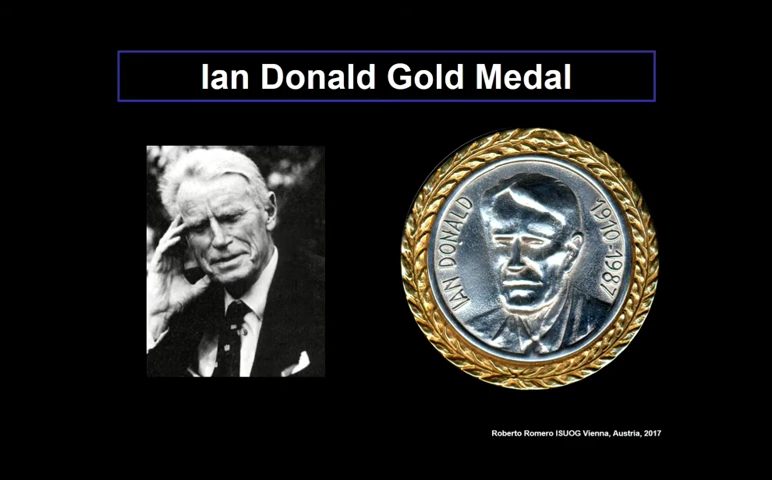 Ian Donald Gold Medal
IAN DONALD
1910-1987
Roberto Romero ISUOG Vienna, Austria, 2017